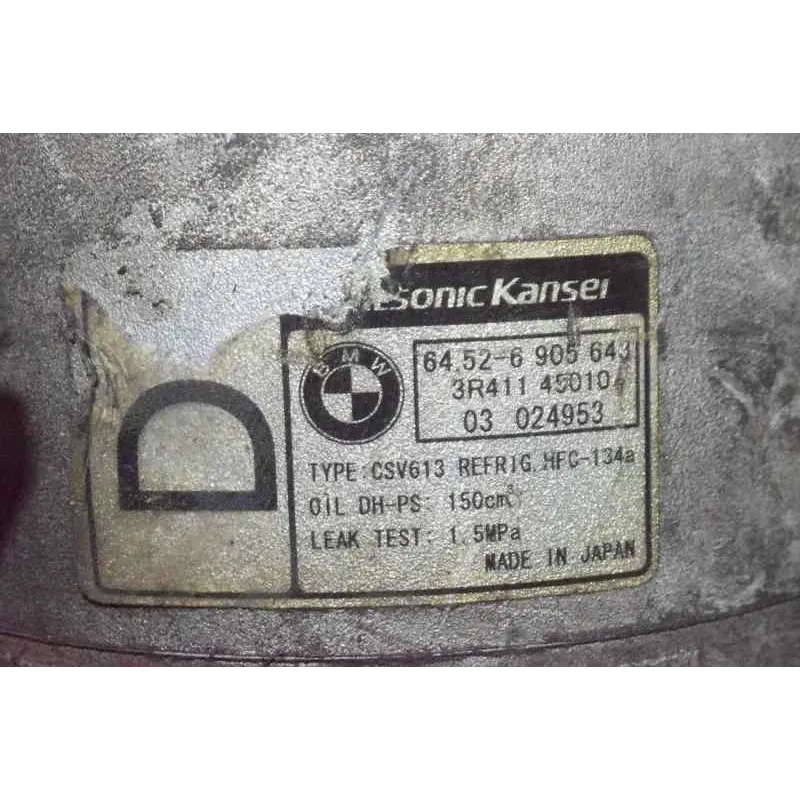 sonic Kansei
BMW
64.52-6 905 643
3R411 45010
03 024953
D
TYPE: CSV613 REFRIG. HFC-134a
OIL DH-PS: 150cm³
LEAK TEST: 1.5MPa
MADE IN JAPAN